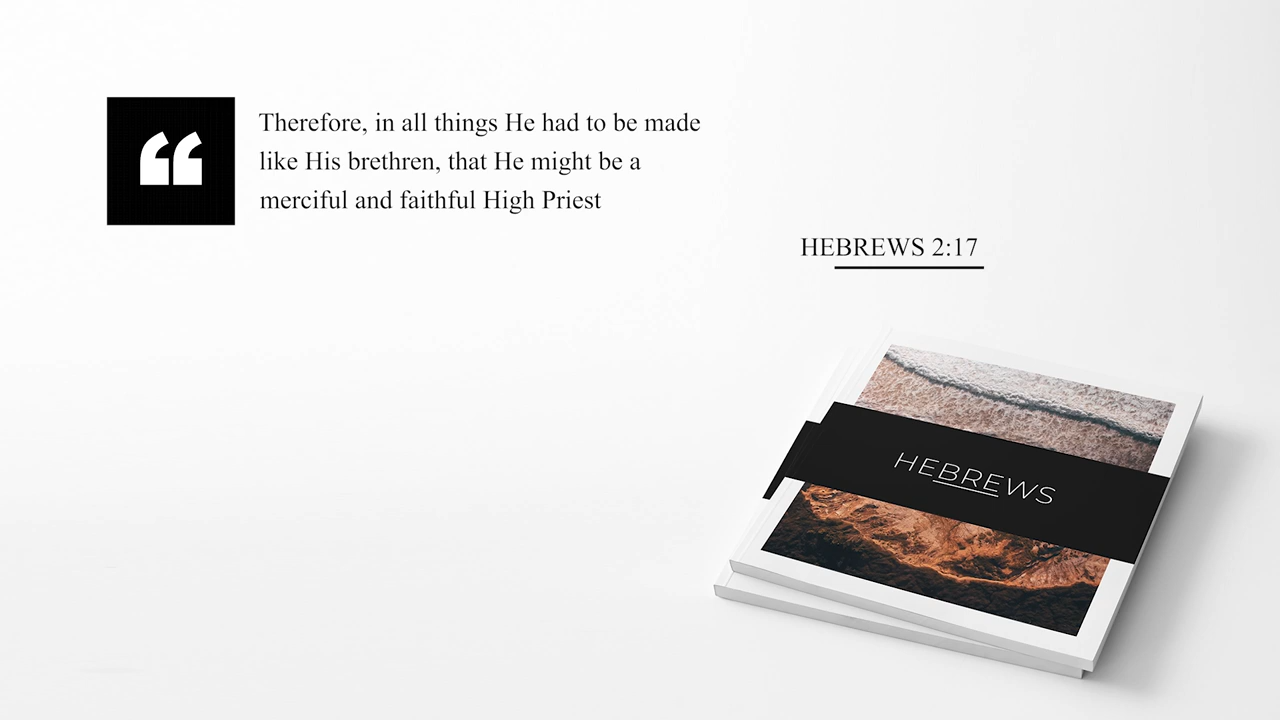 Therefore, in all things He had to be made
like His brethren, that He might be a
merciful and faithful High Priest
HEBREWS 2:17
HEBREWS